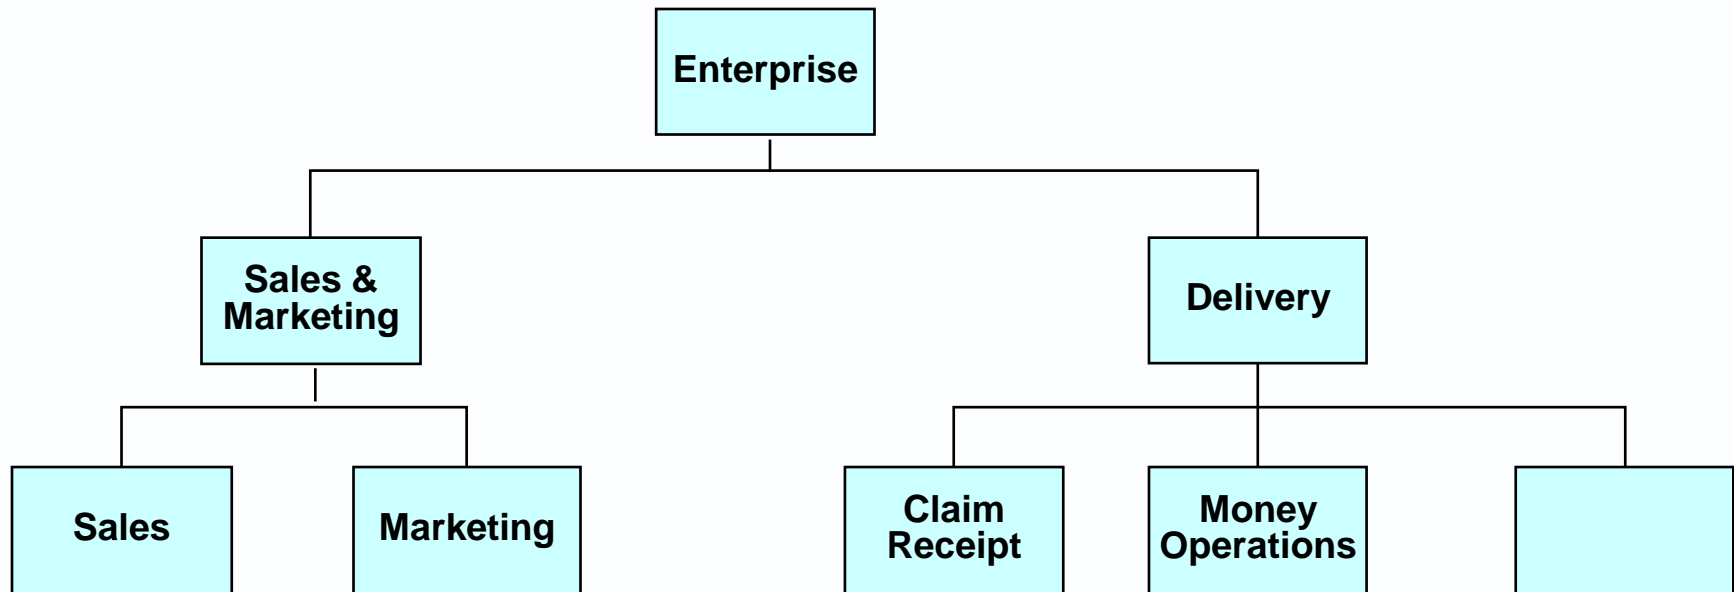 Enterprise
Sales &
Marketing
Delivery
Sales
Marketing
Claim
Receipt
Money
Operations